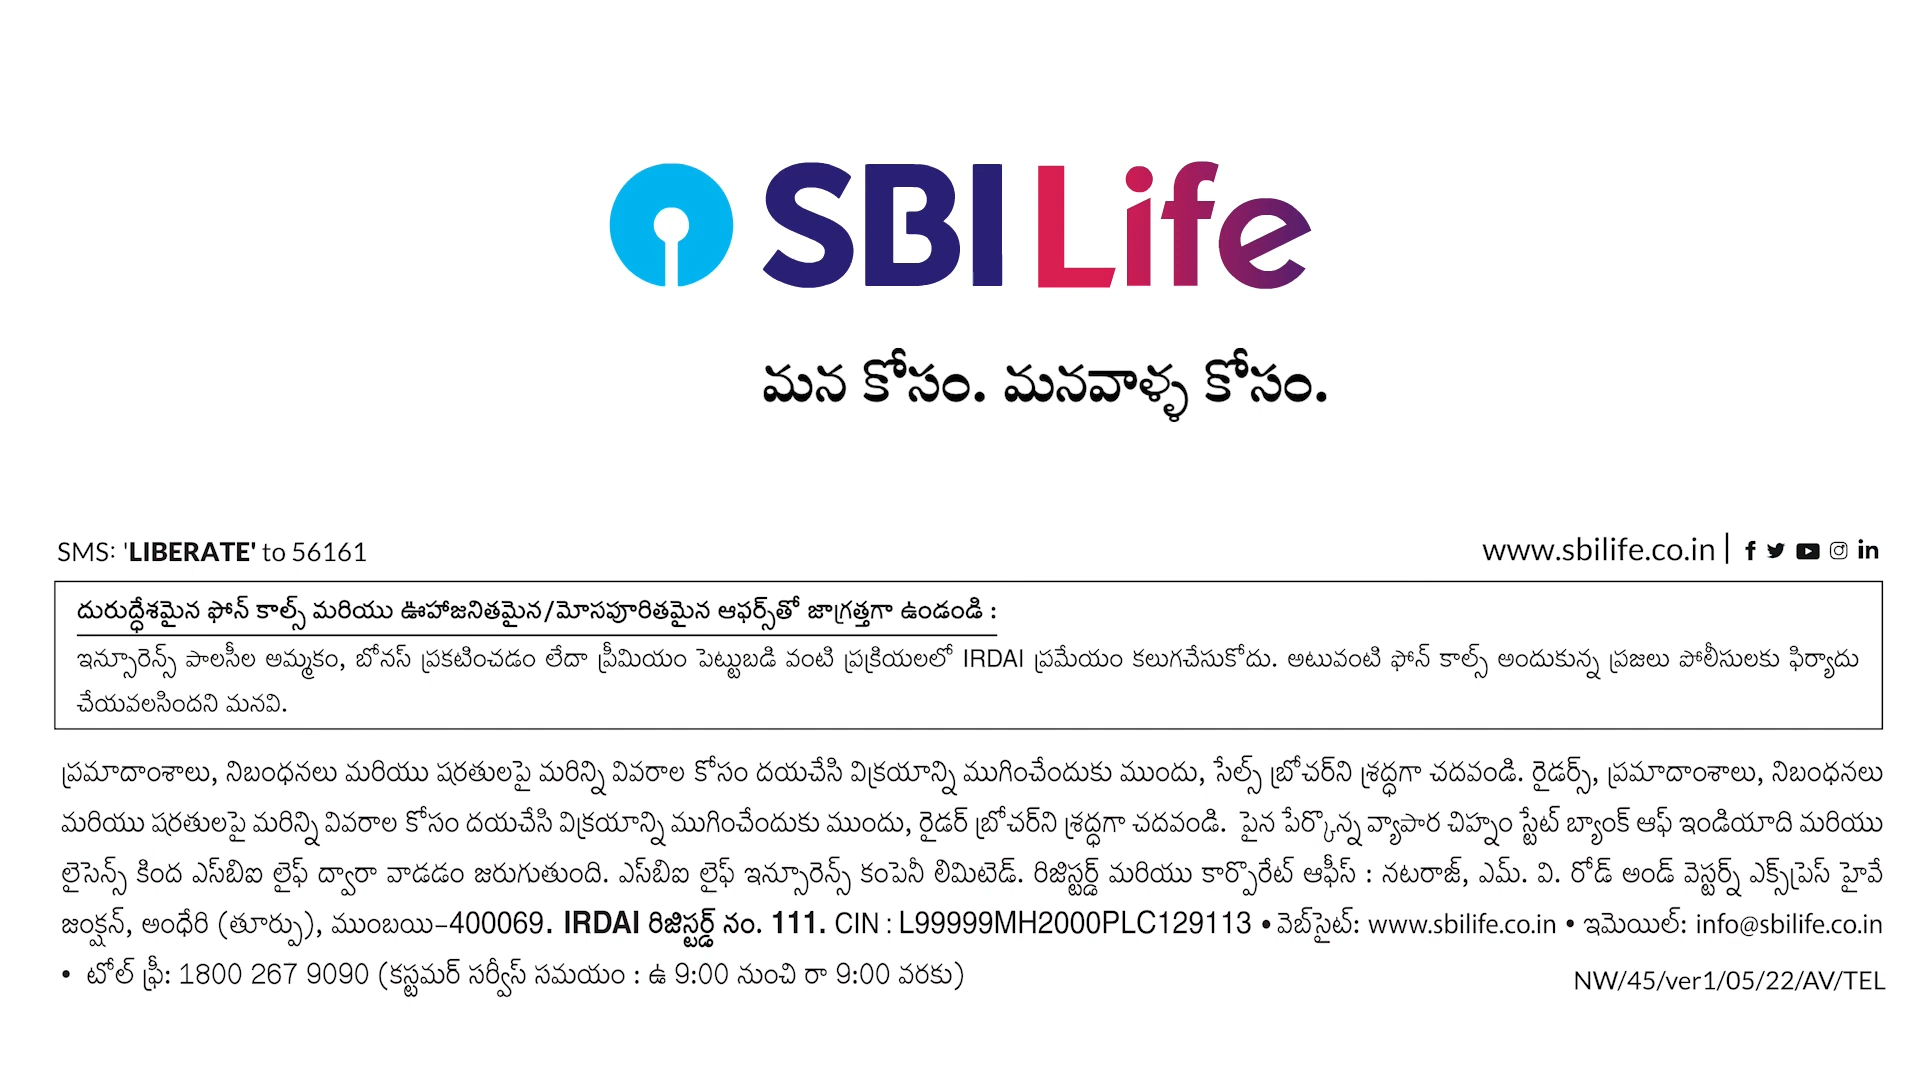 SBI Life
మన కోసం. మనవాళ్ళ కోసం.
SMS: 'LIBERATE' to 56161
www.sbilife.co.in |
దురుద్దేశమైన ఫోన్ కాల్స్ మరియు ఊహాజనితమైన/మోసపూరితమైన ఆఫర్స్‌తో జాగ్రత్తగా ఉండండి :
ఇన్సూరెన్స్ పాలసీల అమ్మకం, బోనస్ ప్రకటించడం లేదా ప్రీమియం పెట్టుబడి వంటి ప్రక్రియలలో IRDAI ప్రమేయం కలుగచేసుకోదు. అటువంటి ఫోన్ కాల్స్ అందుకున్న ప్రజలు పోలీసులకు ఫిర్యాదు
చేయవలసిందని మనవి.
ప్రమాదాంశాలు, నిబంధనలు మరియు షరతులపై మరిన్ని వివరాల కోసం దయచేసి విక్రయాన్ని ముగించేందుకు ముందు, సేల్స్ బ్రోచర్‌ని శ్రద్ధగా చదవండి. రైడర్స్, ప్రమాదాంశాలు, నిబంధనలు
మరియు షరతులపై మరిన్ని వివరాల కోసం దయచేసి విక్రయాన్ని ముగించేందుకు ముందు, రైడర్ బ్రోచర్‌ని శ్రద్ధగా చదవండి. పైన పేర్కొన్న వ్యాపార చిహ్నం స్టేట్ బ్యాంక్ ఆఫ్ ఇండియాది మరియు
లైసెన్స్ కింద ఎస్‌బిఐ లైఫ్ ద్వారా వాడడం జరుగుతుంది. ఎస్‌బిఐ లైఫ్ ఇన్సూరెన్స్ కంపెనీ లిమిటెడ్. రిజిస్టర్డ్ మరియు కార్పొరేట్ ఆఫీస్ : నటరాజ్, ఎమ్. వి. రోడ్ అండ్ వెస్టర్న్ ఎక్స్‌ప్రెస్ హైవే
జంక్షన్, అంధేరి (తూర్పు), ముంబయి–400069. IRDAI రిజిస్టర్డ్ నం. 111. CIN : L99999MH2000PLC129113 • వెబ్‌సైట్: www.sbilife.co.in • ఇమెయిల్: info@sbilife.co.in
• టోల్ ఫ్రీ: 1800 267 9090 (కస్టమర్ సర్వీస్ సమయం : ఉ 9:00 నుంచి రా 9:00 వరకు)
NW/45/ver1/05/22/AV/TEL